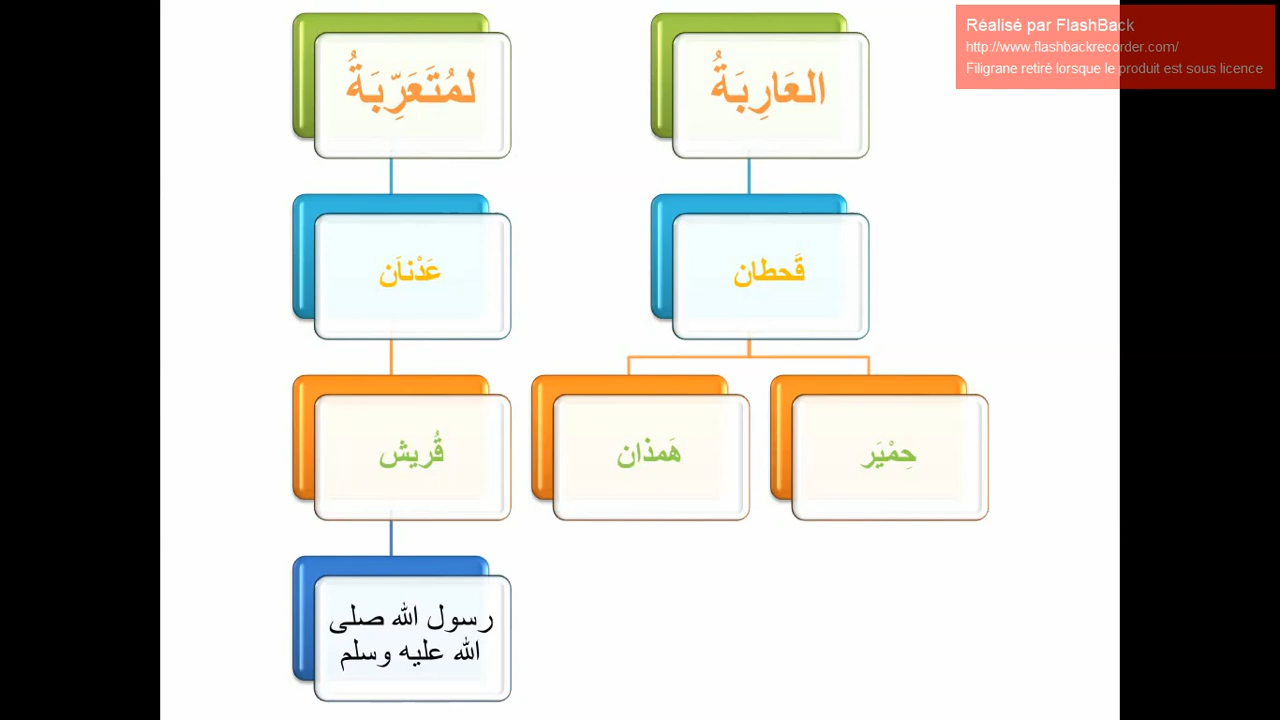 Réalisé par FlashBack
http://www.flashbackrecorder.com/
Filigrane retiré lorsque le produit est sous licence
العَارِبَةُ
لمُتَعَرِّبَةُ
قَحطان
عَدْناَن
حِمْيَر
هَمذان
قُريش
رسول الله صلى
الله عليه وسلم